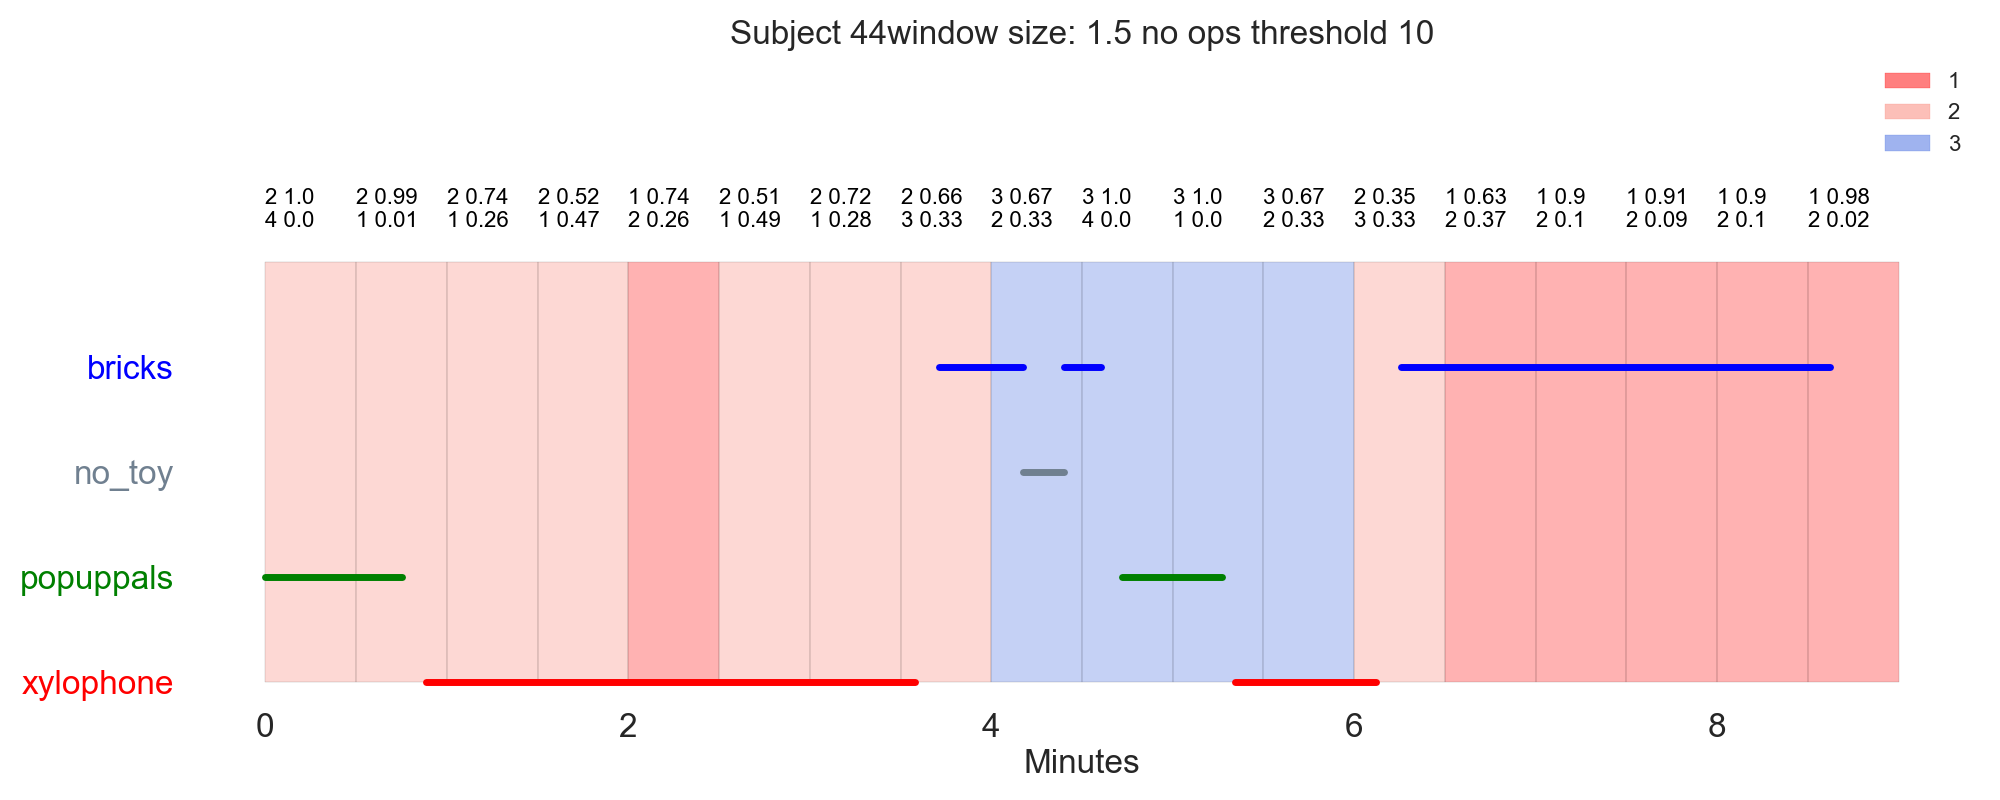 Subject 44window size: 1.5 no ops threshold 10
1
2
3
2 1.0 2 0.99 2 0.74 2 0.52 1 0.74 2 0.51 2 0.72 2 0.66 3 0.67 3 1.0 3 1.0 3 0.67 2 0.35 1 0.63 1 0.9 1 0.91 1 0.9 1 0.98
4 0.0 1 0.01 1 0.26 1 0.47 2 0.26 1 0.49 1 0.28 3 0.33 2 0.33 4 0.0 1 0.0 2 0.33 3 0.33 2 0.37 2 0.1 2 0.09 2 0.1 2 0.02
bricks
no_toy
popuppals
xylophone
0 2 4 6 8
Minutes